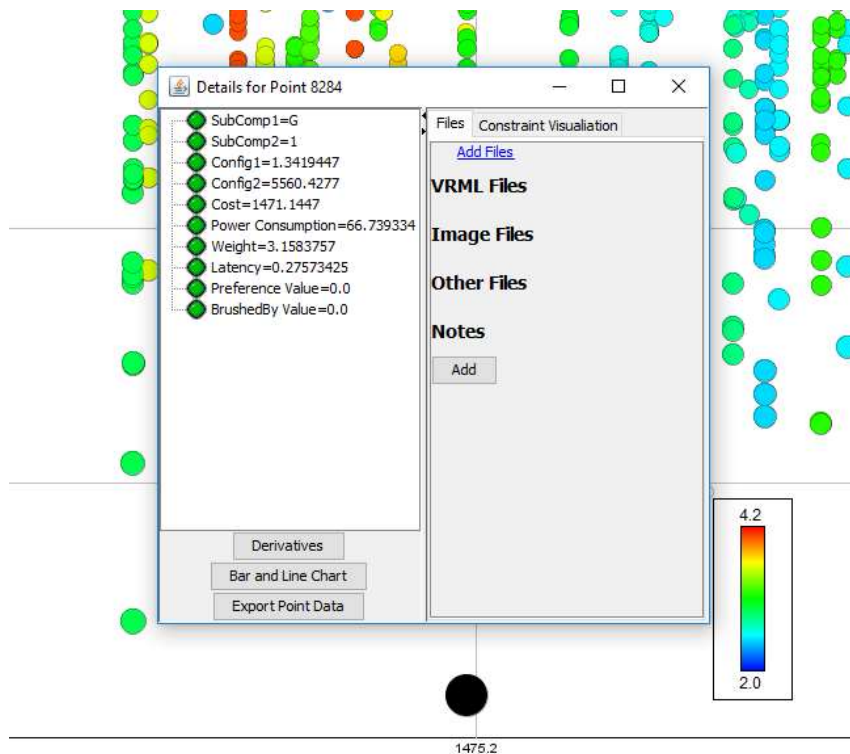 Details for Point 8284
SubComp1=G
SubComp2=1
Config1=1.3419447
Config2=5560.4277
Cost=1471.1447
Power Consumption=66.739334
Weight=3.1583757
Latency=0.27573425
Preference Value=0.0
BrushedBy Value=0.0
Derivatives
Bar and Line Chart
Export Point Data
Files
Constraint Visualiation
Add Files
VRML Files
Image Files
Other Files
Notes
Add
4.2
2.0
1475.2